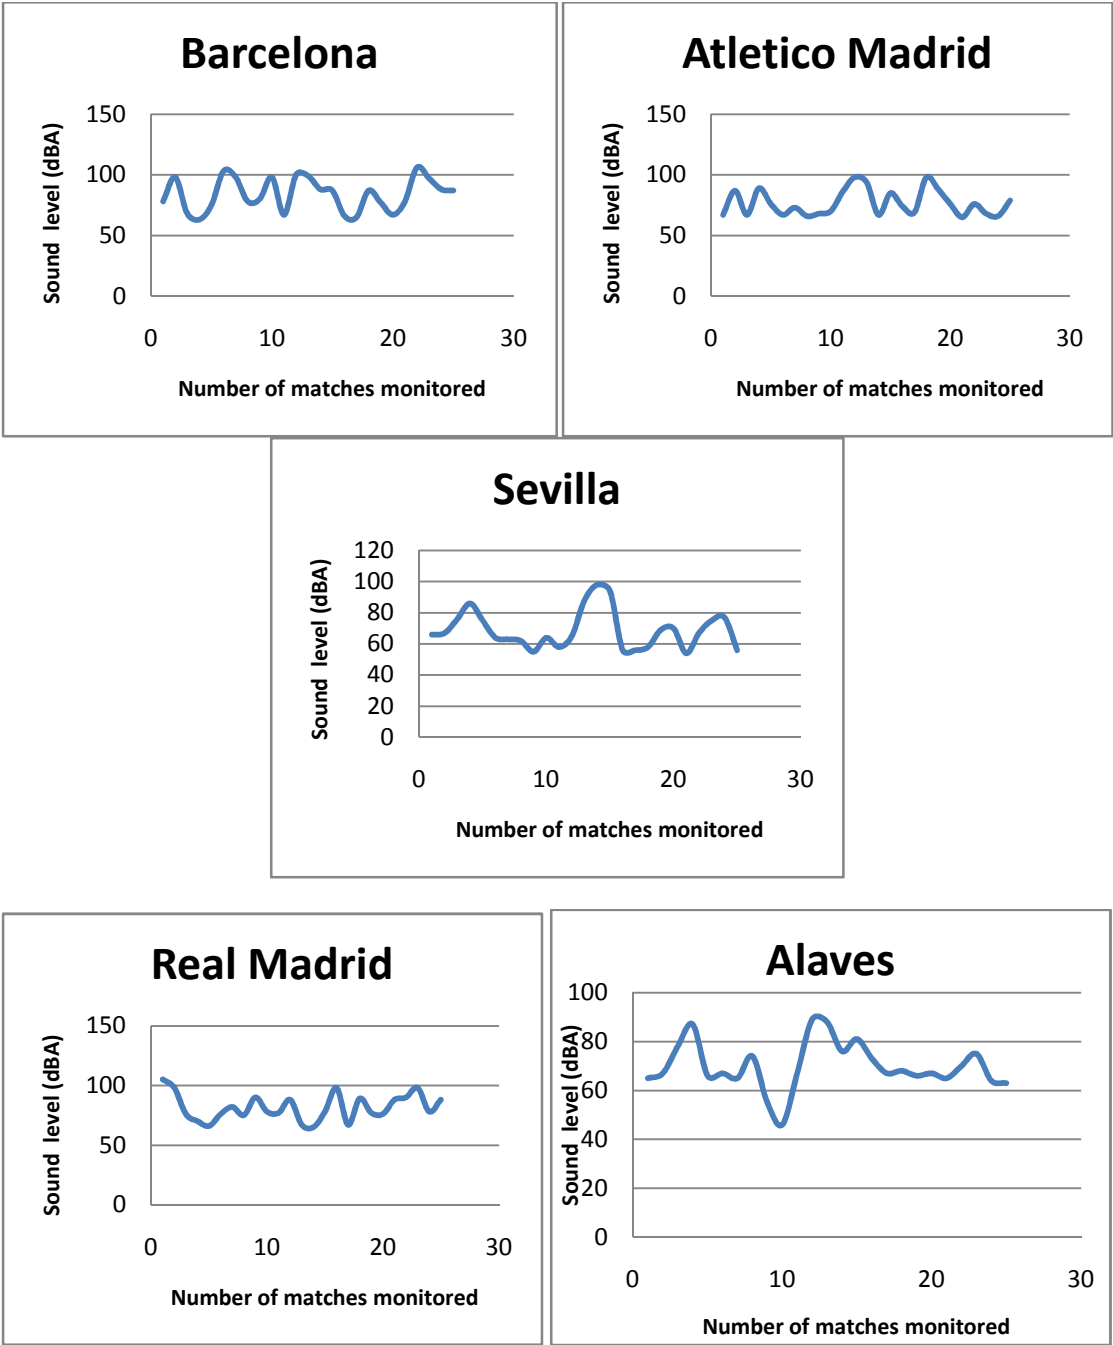 Barcelona
Sound level (dBA)
150
100
50
0
0 10 20 30
Number of matches monitored
Atletico Madrid
Sound level (dBA)
150
100
50
0
0 10 20 30
Number of matches monitored
Sevilla
Sound level (dBA)
120
100
80
60
40
20
0
0 10 20 30
Number of matches monitored
Real Madrid
Sound level (dBA)
150
100
50
0
0 10 20 30
Number of matches monitored
Alaves
Sound level (dBA)
100
80
60
40
20
0
0 10 20 30
Number of matches monitored